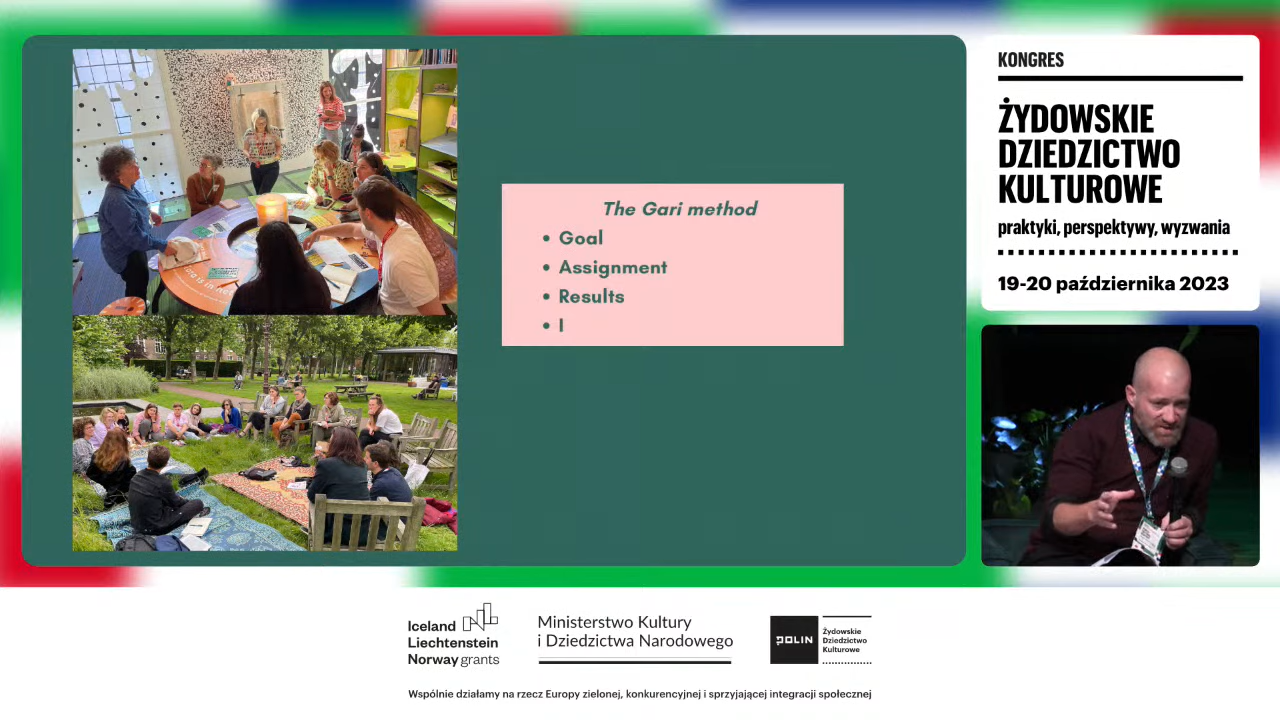 The Gari method
• Goal
• Assignment
• Results
• I
KONGRES
ŻYDOWSKIE
DZIEDZICTWO
KULTUROWE
praktyki, perspektywy, wyzwania
19-20 października 2023
Iceland
Liechtenstein
Norway grants
Ministerstwo Kultury
i Dziedzictwa Narodowego
POLIN
Żydowskie
Dziedzictwo
Kulturowe
Wspólnie działamy na rzecz Europy zielonej, konkurencyjnej i sprzyjającej integracji społecznej